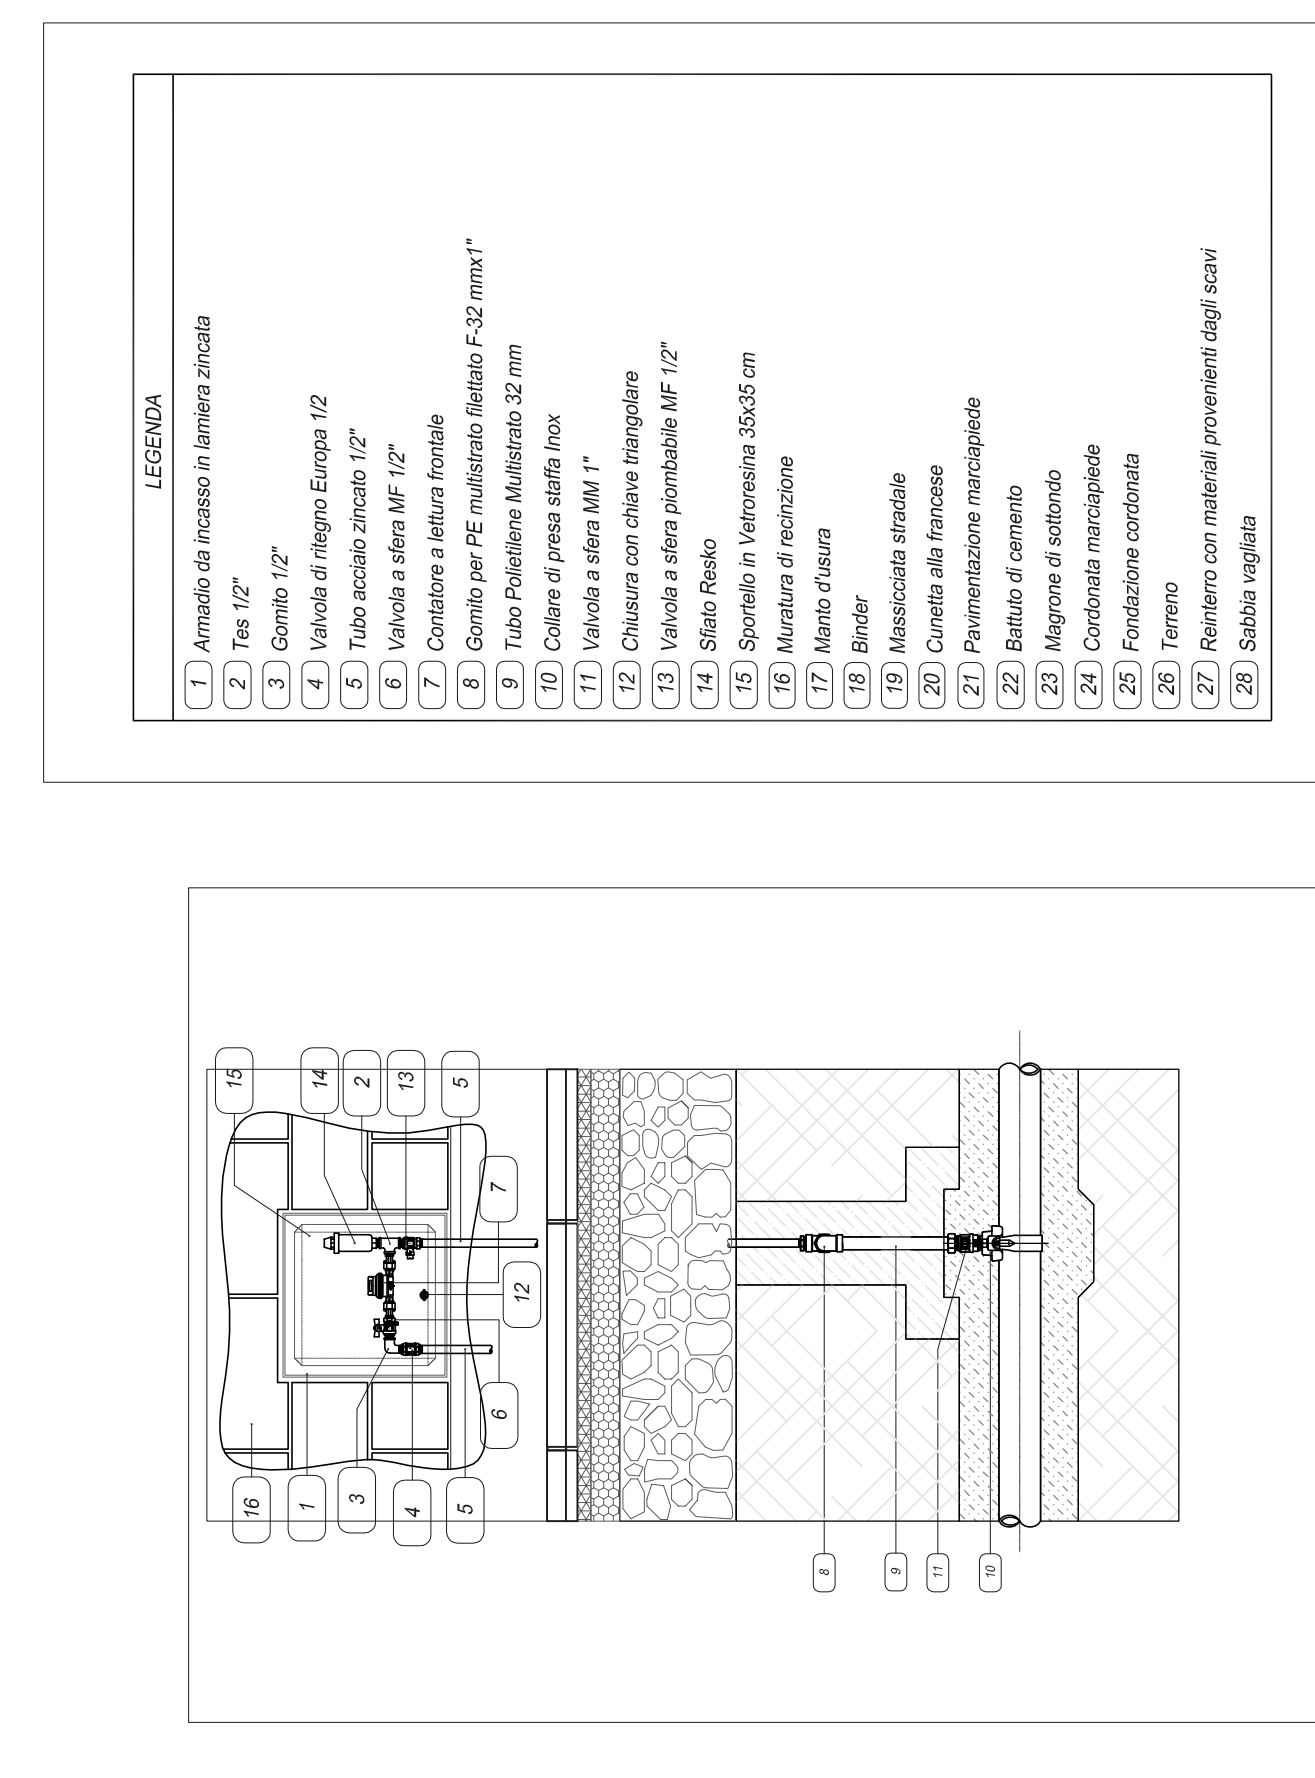 LEGENDA
1 Armadio da incasso in lamiera zincata
2 Tes 1/2"
3 Gomito 1/2"
4 Valvola di ritegno Europa 1/2
5 Tubo acciaio zincato 1/2"
6 Valvola a sfera MF 1/2"
7 Contatore a lettura frontale
8 Gomito per PE multistrato filettato F-32 mmx1"
9 Tubo Polietilene Multistrato 32 mm
10 Collare di presa staffa Inox
11 Valvola a sfera MM 1"
12 Chiusura con chiave triangolare
13 Valvola a sfera piombabile MF 1/2"
14 Sfiato Resko
15 Sportello in Vetroresina 35x35 cm
16 Muratura di recinzione
17 Manto d'usura
18 Binder
19 Massicciata stradale
20 Cunetta alla francese
21 Pavimentazione marciapiede
22 Battuto di cemento
23 Magrone di sottondo
24 Cordonata marciapiede
25 Fondazione cordonata
26 Terreno
27 Reinterro con materiali provenienti dagli scavi
28 Sabbia vagliata
15
14
2
13
5
7
12
6
16
1
3
4
5
8
9
11
10